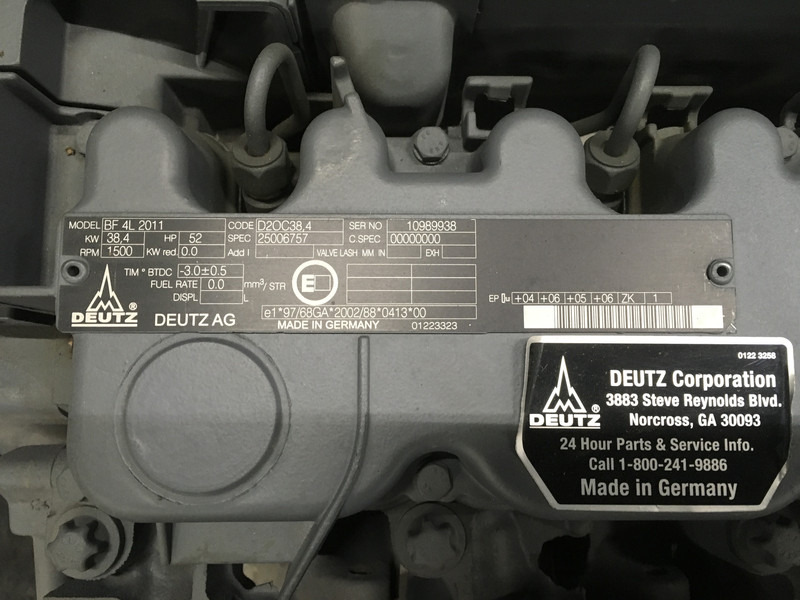 MODEL BF 4L 2011 CODE D2OC38,4 SER NO 10989938
KW 38,4 HP 52 SPEC 25006757 C.SPEC 00000000
RPM 1500 KW red. 0.0 Add I VALVE LASH MM IN EXH
TIM ° BTDC -3.0±0.5
FUEL RATE 0.0 mm³/STR
DISPL L
E
EP +04 +06 +05 +06 ZK 1
DEUTZ ®
DEUTZ AG
e1*97/68GA*2002/88*0413*00
MADE IN GERMANY 01223323
0122 3258
DEUTZ ®
DEUTZ Corporation
3883 Steve Reynolds Blvd.
Norcross, GA 30093
24 Hour Parts & Service Info.
Call 1-800-241-9886
Made in Germany